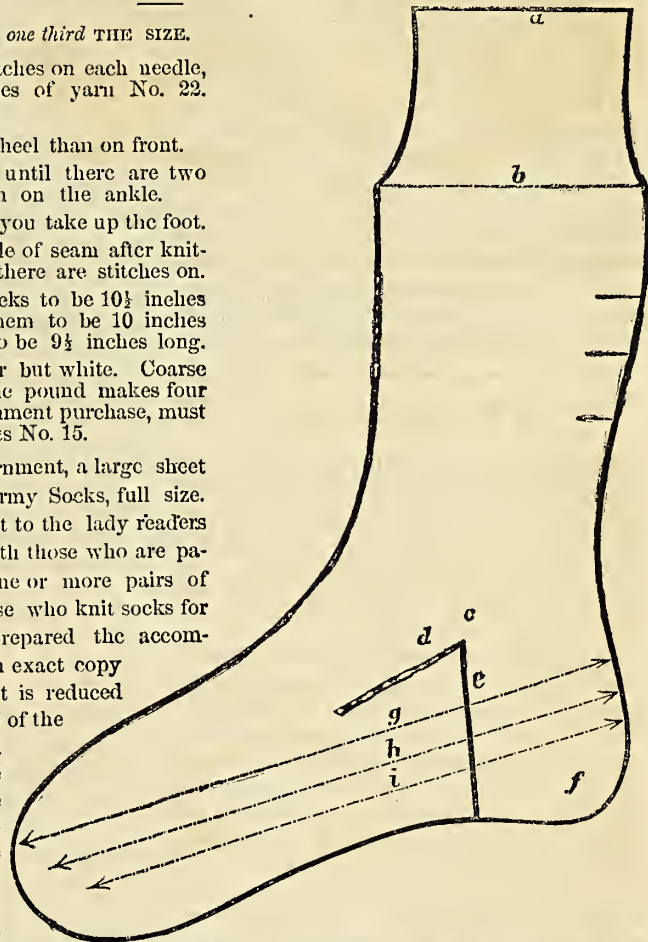 one third THE SIZE.
tches on each needle,
es of yarn No. 22.
heel than on front.
until there are two
n on the ankle.
you take up the foot.
le of seam after knit-
there are stitches on.
cks to be 10½ inches
nem to be 10 inches
o be 9½ inches long.
r but white. Coarse
ne pound makes four
nment purchase, must
es No. 15.
rnment, a large sheet
rmy Socks, full size.
t to the lady readers
th those who are pa-
ne or more pairs of
se who knit socks for
repared the accom-
n exact copy
t is reduced
of the
a
b
c
d
e
g
h
i
f